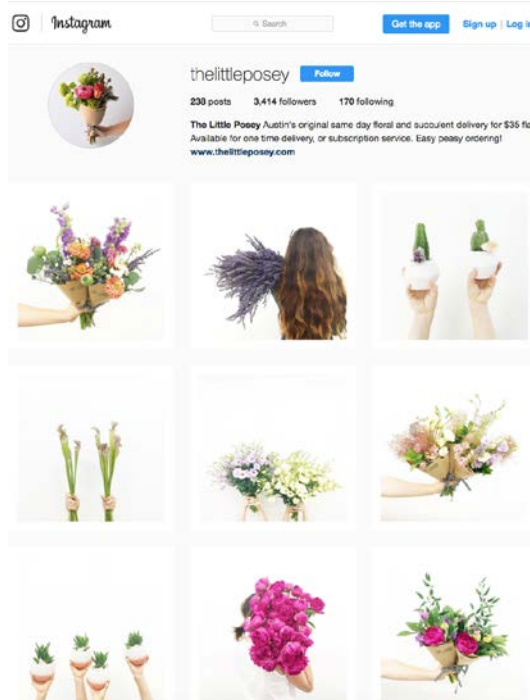 Instagram
Search
Get the app
Sign up | Log in
thelittleposey
Follow
238 posts 3,414 followers 170 following
The Little Posey Austin's original same day floral and succulent delivery for $35
Available for one time delivery, or subscription service. Easy peasy ordering!
www.thelittleposey.com